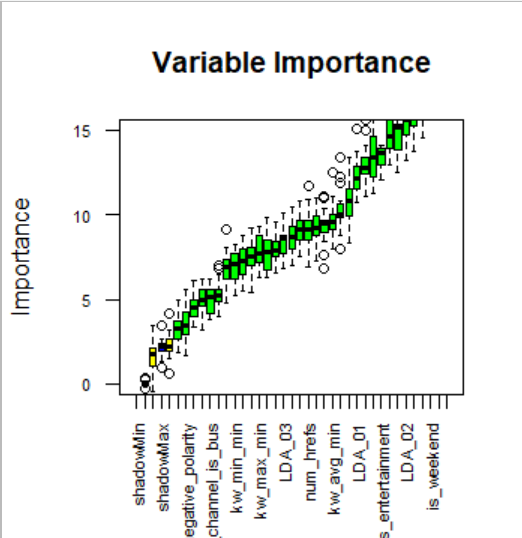 Variable Importance
Importance
15
10
5
0
shadowMin
shadowMax
egative_polarity
_channel_is_bus
kw_min_min
kw_max_min
LDA_03
num_hrefs
kw_avg_min
LDA_01
s_entertainment
LDA_02
is_weekend